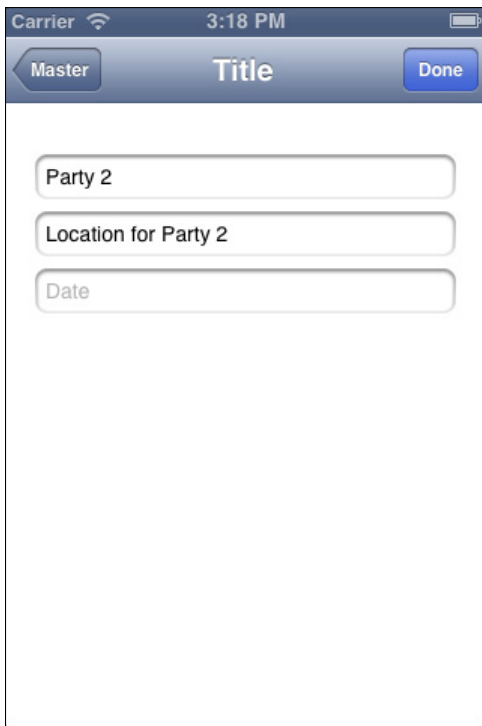 Carrier 3:18 PM
Master Title Done
Party 2
Location for Party 2
Date